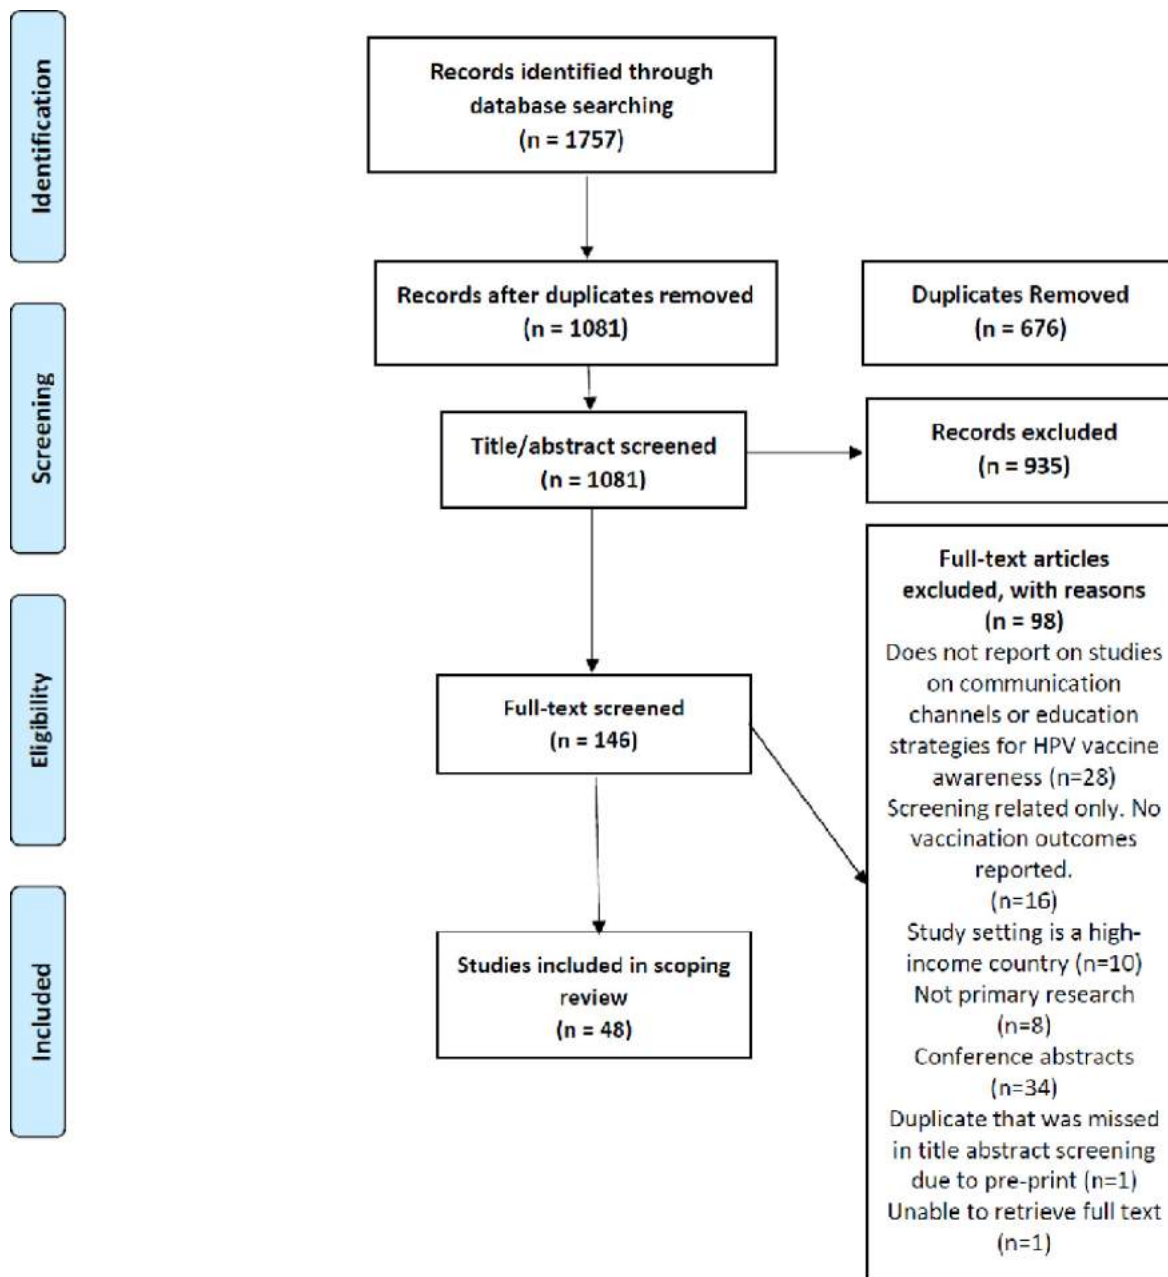 Identification
Records identified through
database searching
(n = 1757)
Records after duplicates removed
(n = 1081)
Duplicates Removed
(n = 676)
Screening
Title/abstract screened
(n = 1081)
Records excluded
(n = 935)
Eligibility
Full-text screened
(n = 146)
Full-text articles
excluded, with reasons
(n = 98)
Does not report on studies
on communication
channels or education
strategies for HPV vaccine
awareness (n=28)
Screening related only. No
vaccination outcomes
reported.
(n=16)
Study setting is a high-
income country (n=10)
Not primary research
(n=8)
Conference abstracts
(n=34)
Duplicate that was missed
in title abstract screening
due to pre-print (n=1)
Unable to retrieve full text
(n=1)
Included
Studies included in scoping
review
(n = 48)